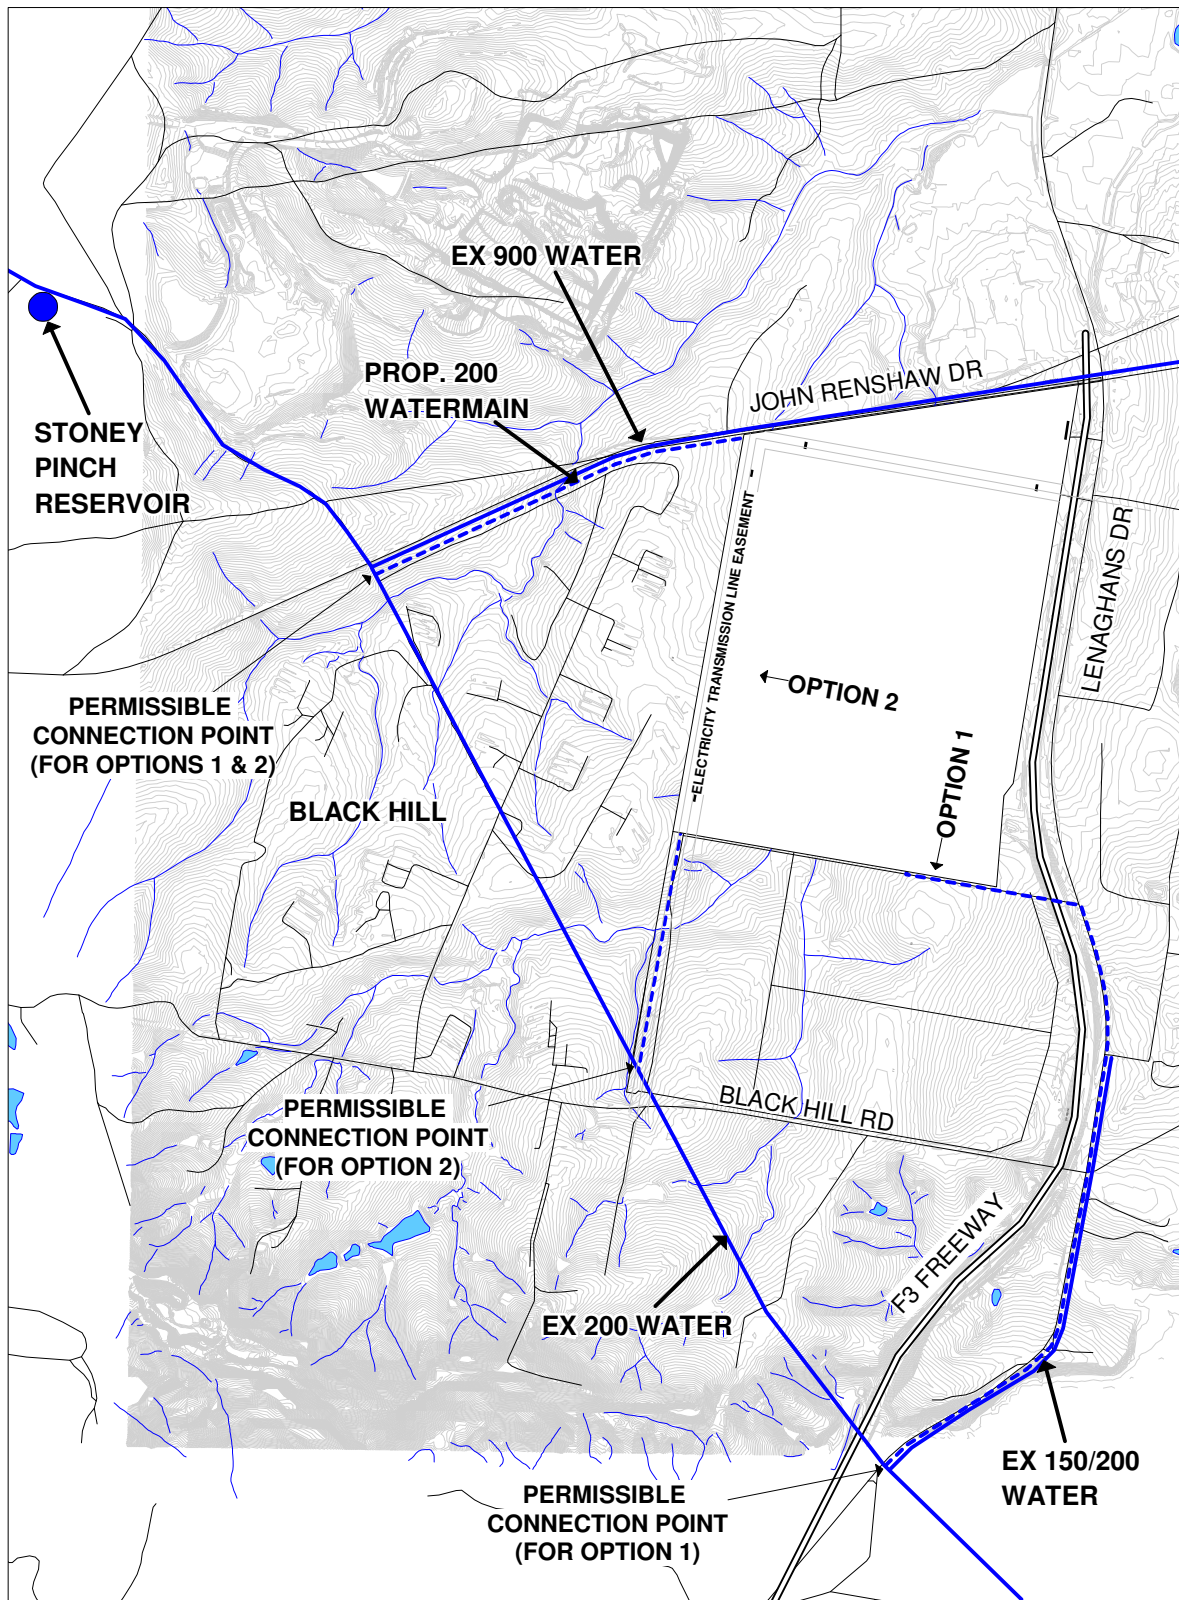 EX 900 WATER
PROP. 200
WATERMAIN
JOHN RENSHAW DR
STONEY
PINCH
RESERVOIR
ELECTRICITY TRANSMISSION LINE EASEMENT
LENAGHANS DR
OPTION 2
OPTION 1
PERMISSIBLE
CONNECTION POINT
(FOR OPTIONS 1 & 2)
BLACK HILL
BLACK HILL RD
PERMISSIBLE
CONNECTION POINT
(FOR OPTION 2)
F3 FREEWAY
EX 200 WATER
EX 150/200
WATER
PERMISSIBLE
CONNECTION POINT
(FOR OPTION 1)